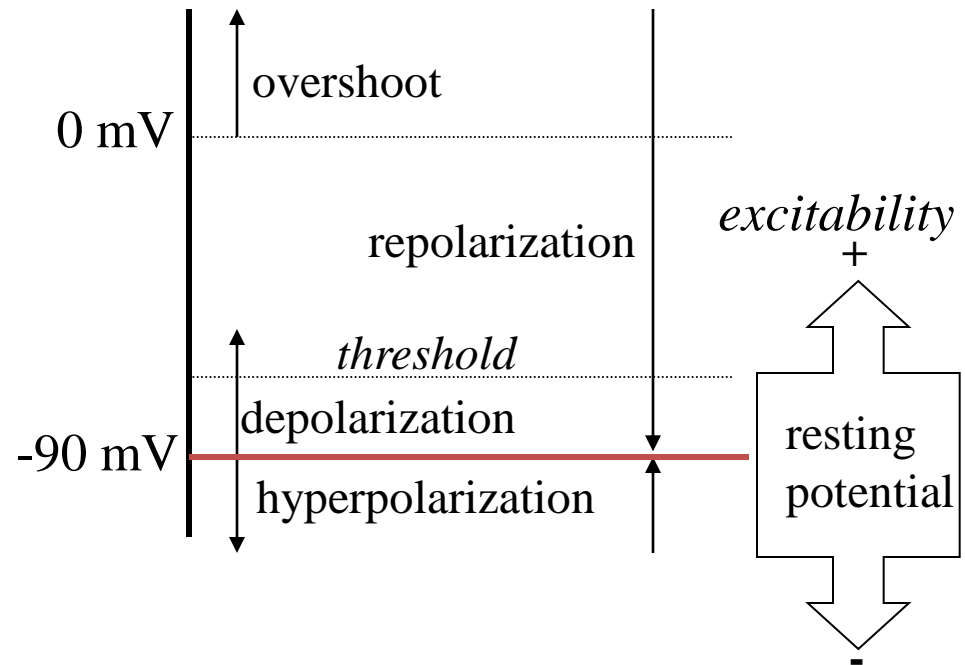 overshoot
0 mV
excitability
+
repolarization
threshold
depolarization
-90 mV
resting
potential
hyperpolarization
-